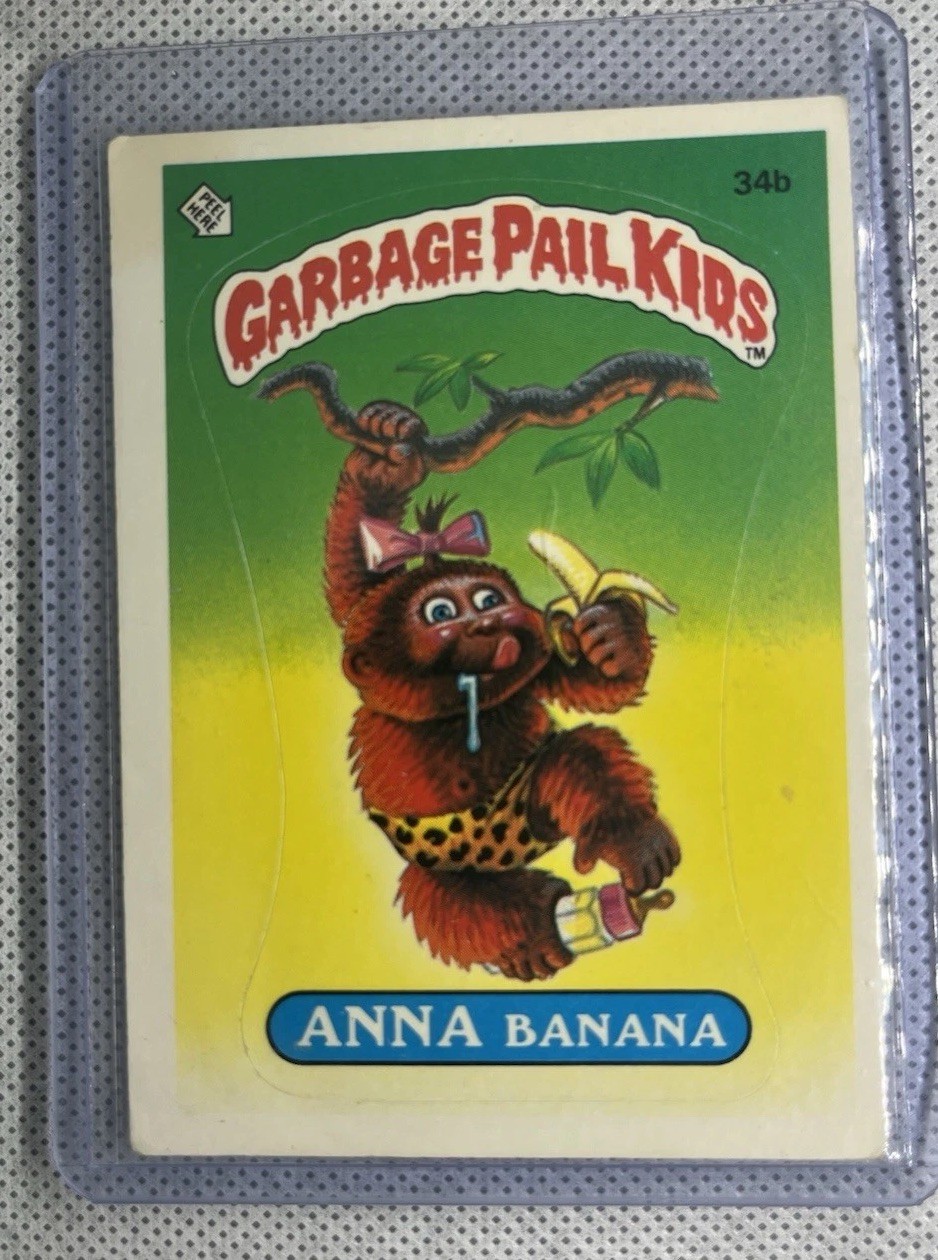 34b
PEEL
HERE
GARBAGE PAIL KIDS
TM
ANNA BANANA